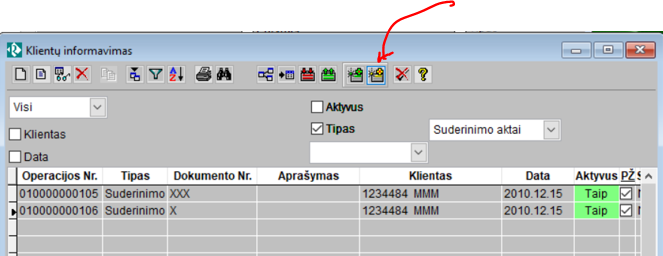 Klientų informavimas
Visi
Aktyvus
Klientas
Tipas
Suderinimo aktai
Data
Operacijos Nr. Tipas Dokumento Nr. Aprašymas Klientas Data Aktyvus PŽ
010000000105 Suderinimo XXX 1234484 MMM 2010.12.15 Taip
010000000106 Suderinimo X 1234484 MMM 2010.12.15 Taip